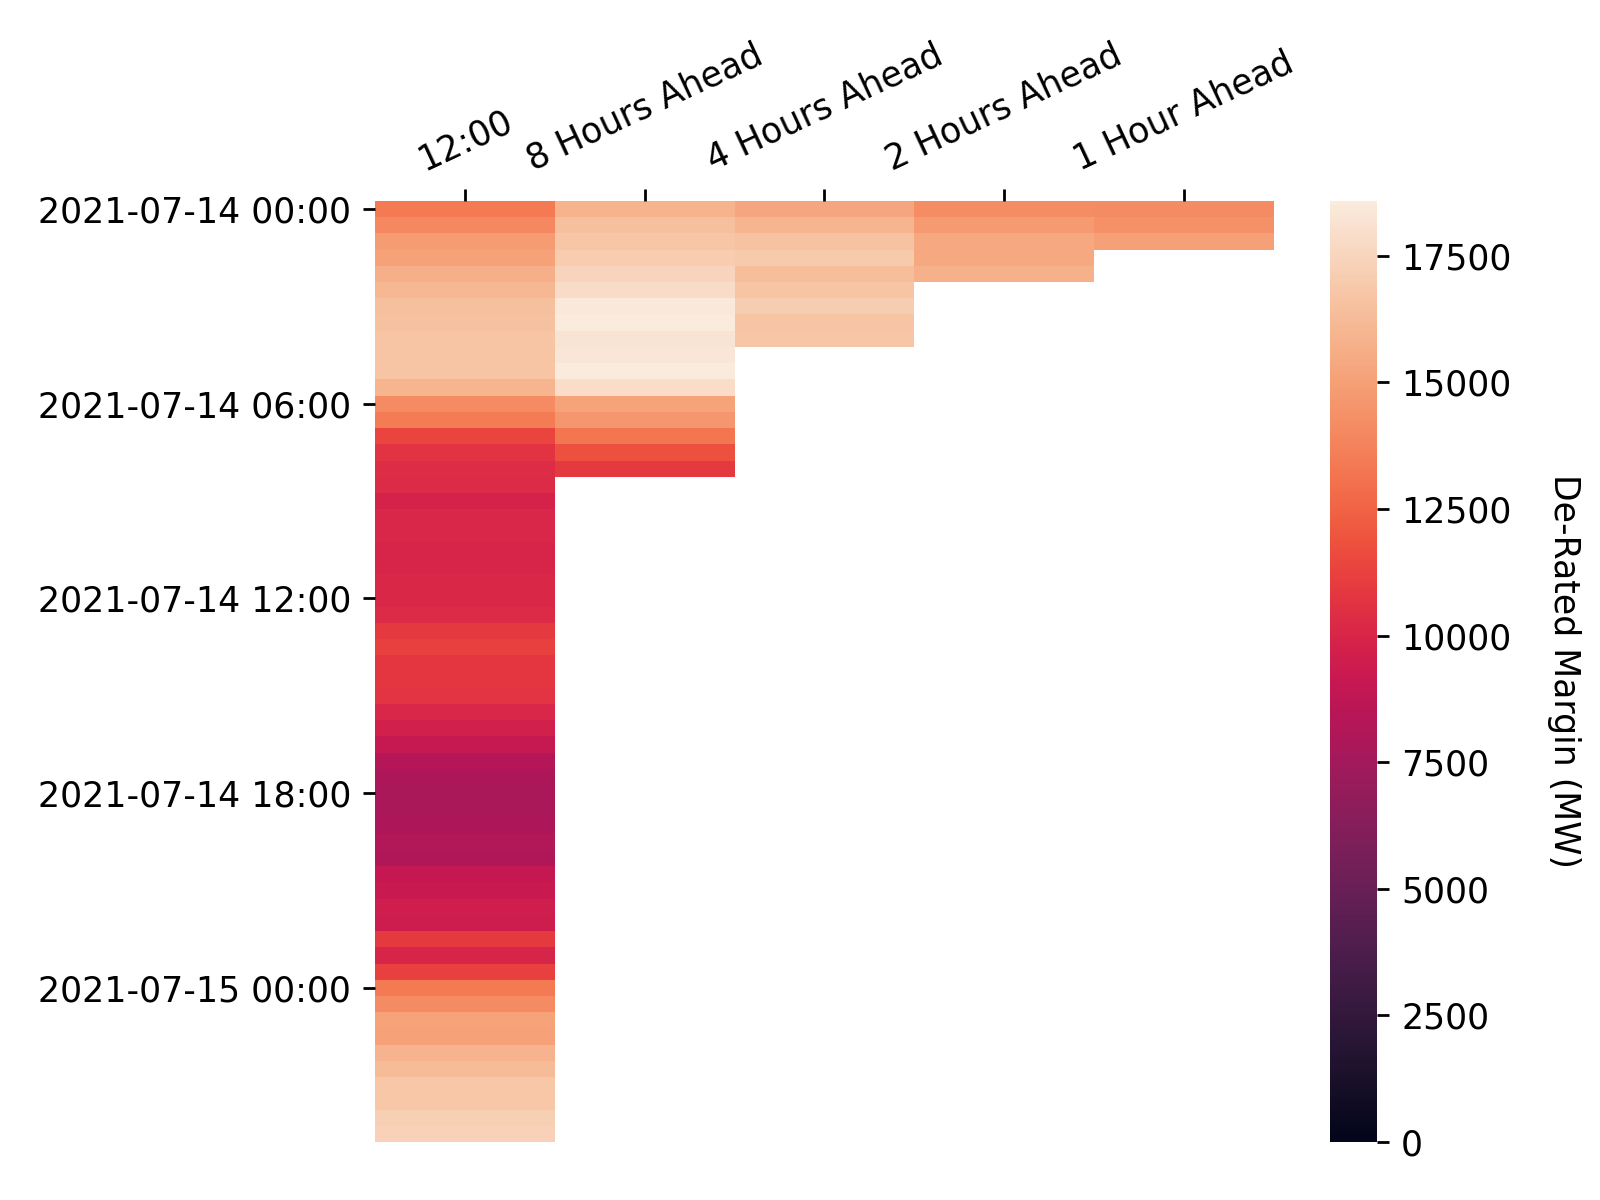 12:00
8 Hours Ahead
4 Hours Ahead
2 Hours Ahead
1 Hour Ahead
2021-07-14 00:00
2021-07-14 06:00
2021-07-14 12:00
2021-07-14 18:00
2021-07-15 00:00
17500
15000
12500
10000
7500
5000
2500
0
De-Rated Margin (MW)